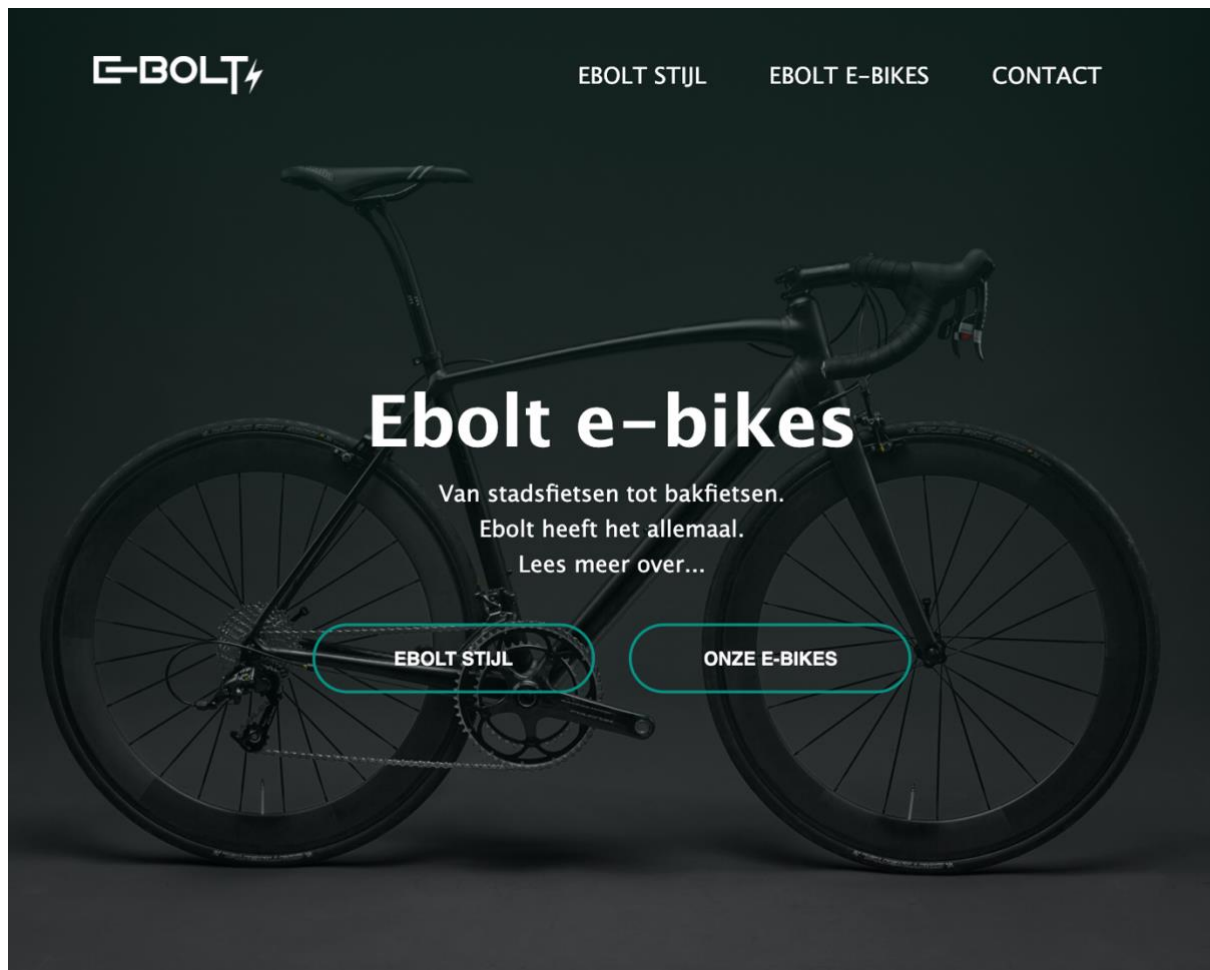 E-BOLT
EBOLT STIJL
EBOLT E-BIKES
CONTACT
Ebolt e-bikes
Van stadsfietsen tot bakfietsen.
Ebolt heeft het allemaal.
Lees meer over...
EBOLT STIJL
ONZE E-BIKES